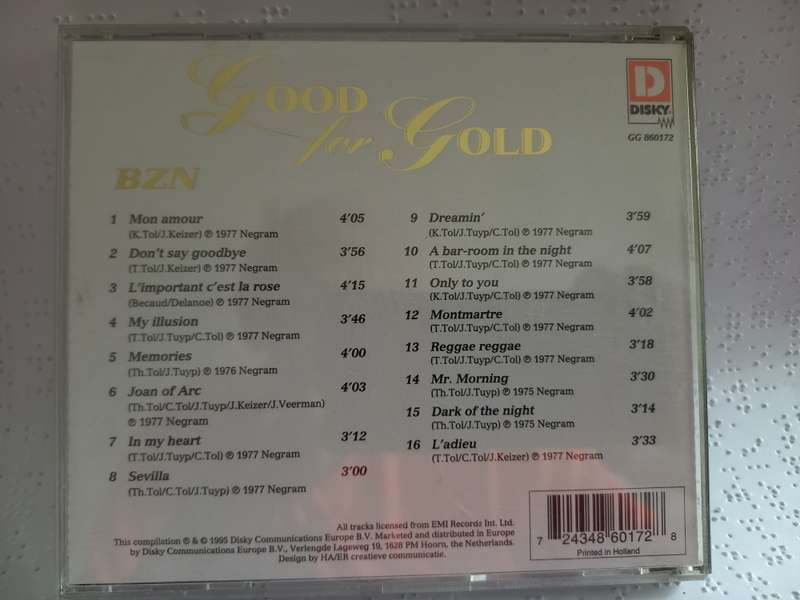 GOOD
for GOLD
D
DISKY
GG 860172
BZN
1 Mon amour 4'05
(K.Tol/J.Keizer) ℗ 1977 Negram
2 Don't say goodbye 3'56
(T.Tol/J.Keizer) ℗ 1977 Negram
3 L'important c'est la rose 4'15
(Becaud/Delanoe) ℗ 1977 Negram
4 My illusion 3'46
(T.Tol/J.Tuyp/C.Tol) ℗ 1977 Negram
5 Memories 4'00
(Th.Tol/J.Tuyp) ℗ 1976 Negram
6 Joan of Arc 4'03
(Th.Tol/C.Tol/J.Tuyp/J.Keizer/J.Veerman)
℗ 1977 Negram
7 In my heart 3'12
(T.Tol/C.Tol/J.Tuyp) ℗ 1977 Negram
8 Sevilla 3'00
(Th.Tol/C.Tol/J.Tuyp) ℗ 1977 Negram
9 Dreamin' 3'59
(K.Tol/J.Tuyp/C.Tol) ℗ 1977 Negram
10 A bar-room in the night 4'07
(T.Tol/J.Tuyp/C.Tol) ℗ 1977 Negram
11 Only to you 3'58
(K.Tol/J.Tuyp/C.Tol) ℗ 1977 Negram
12 Montmartre 4'02
(T.Tol/J.Tuyp/C.Tol) ℗ 1977 Negram
13 Reggae reggae 3'18
(T.Tol/J.Tuyp/C.Tol) ℗ 1977 Negram
14 Mr. Morning 3'30
(Th.Tol/J.Tuyp) ℗ 1975 Negram
15 Dark of the night 3'14
(Th.Tol/J.Tuyp) ℗ 1975 Negram
16 L'adieu 3'33
(T.Tol/C.Tol/J.Keizer) ℗ 1977 Negram
All tracks licensed from EMI Records Int. Ltd.
This compilation ℗ & © 1995 Disky Communications Europe B.V. Marketed and distributed in Europe
by Disky Communications Europe B.V., Verlengde Lageweg 19, 1628 PM Hoorn, the Netherlands.
Design by HA/ER creatieve communicatie.
7 24348 60172 8
Printed in Holland